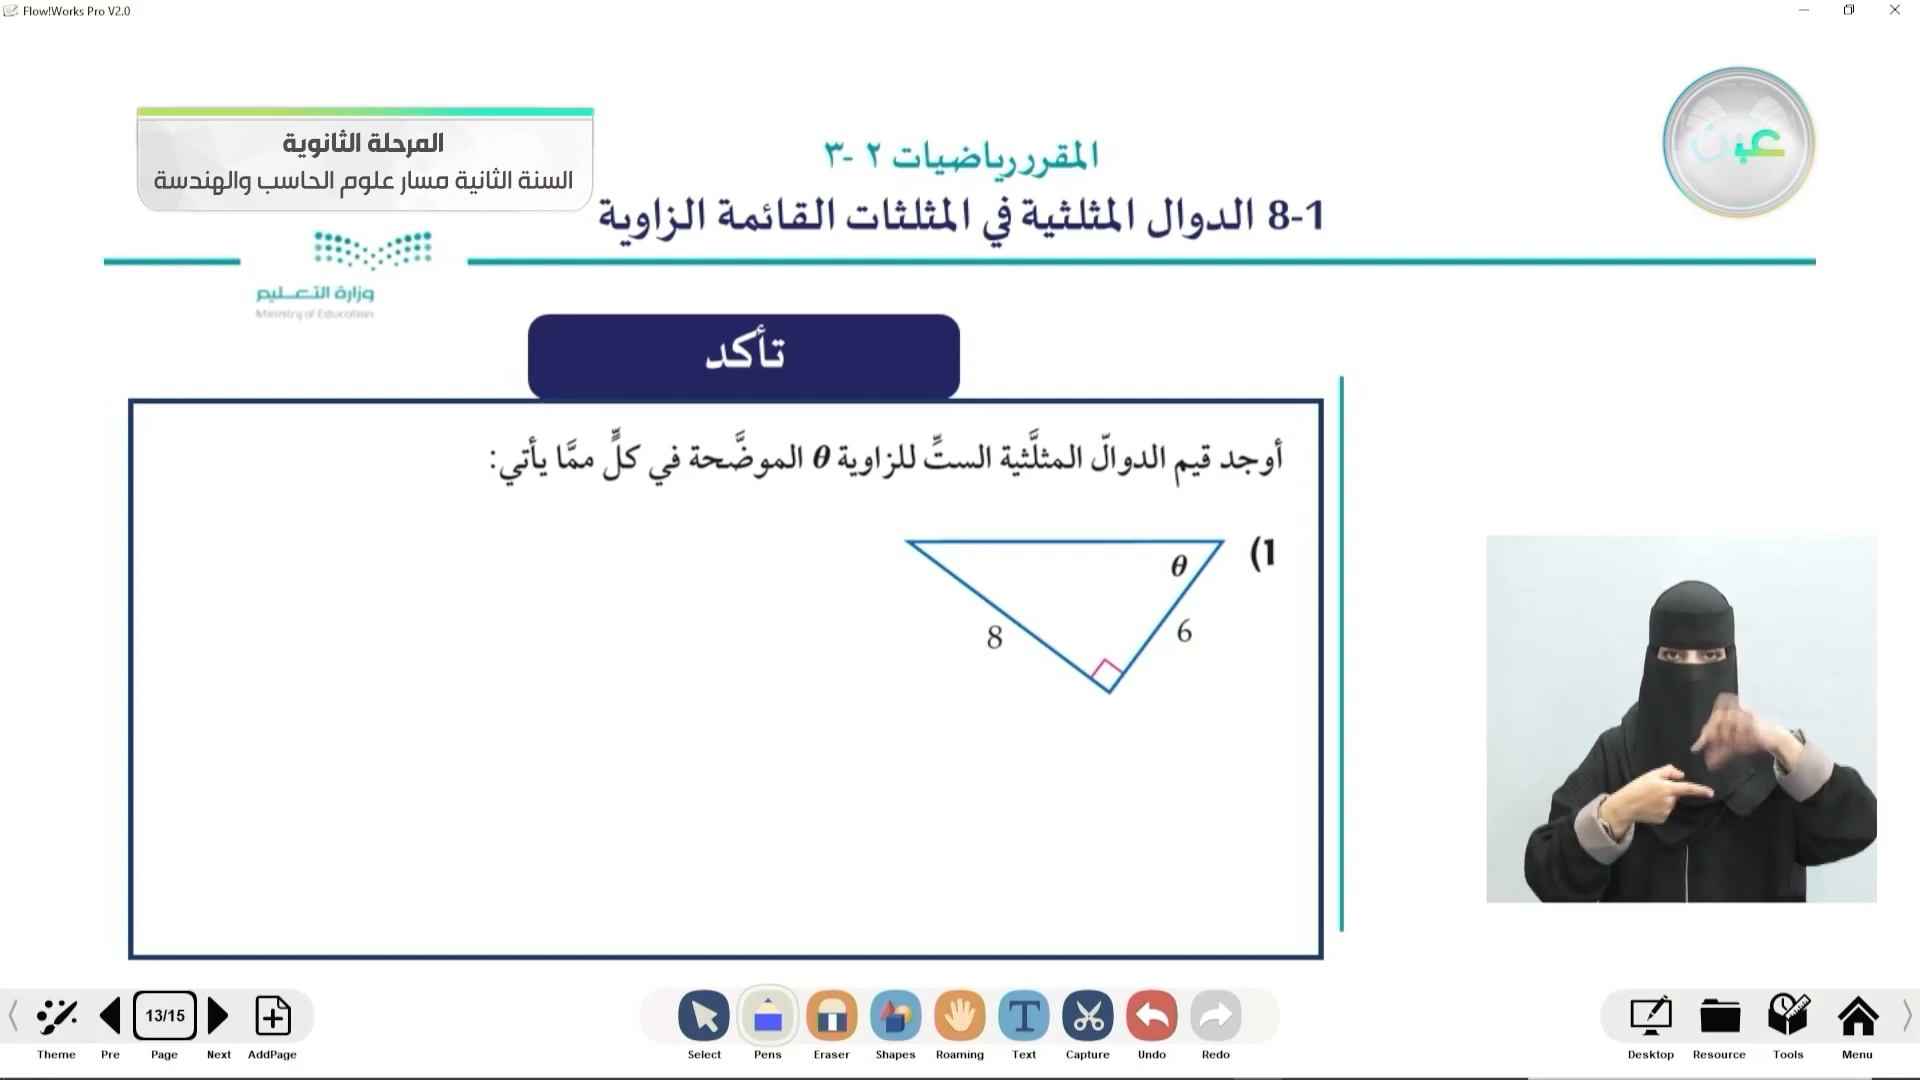 Flow!Works Pro V2.0
المرحلة الثانوية
السنة الثانية مسار علوم الحاسب والهندسة
المقرر رياضيات ٢ -٣
8-1 الدوال المثلثية في المثلثات القائمة الزاوية
عين
وزارة التعليم
Ministry of Education
تأكد
أوجد قيم الدوالّ المثلَّثية الستِّ للزاوية θ الموضَّحة في كلٍّ ممَّا يأتي:
(1
θ
8
6
13/15
Theme Pre Page Next AddPage
T
Select Pens Eraser Shapes Roaming Text Capture Undo Redo
Desktop Resource Tools Menu